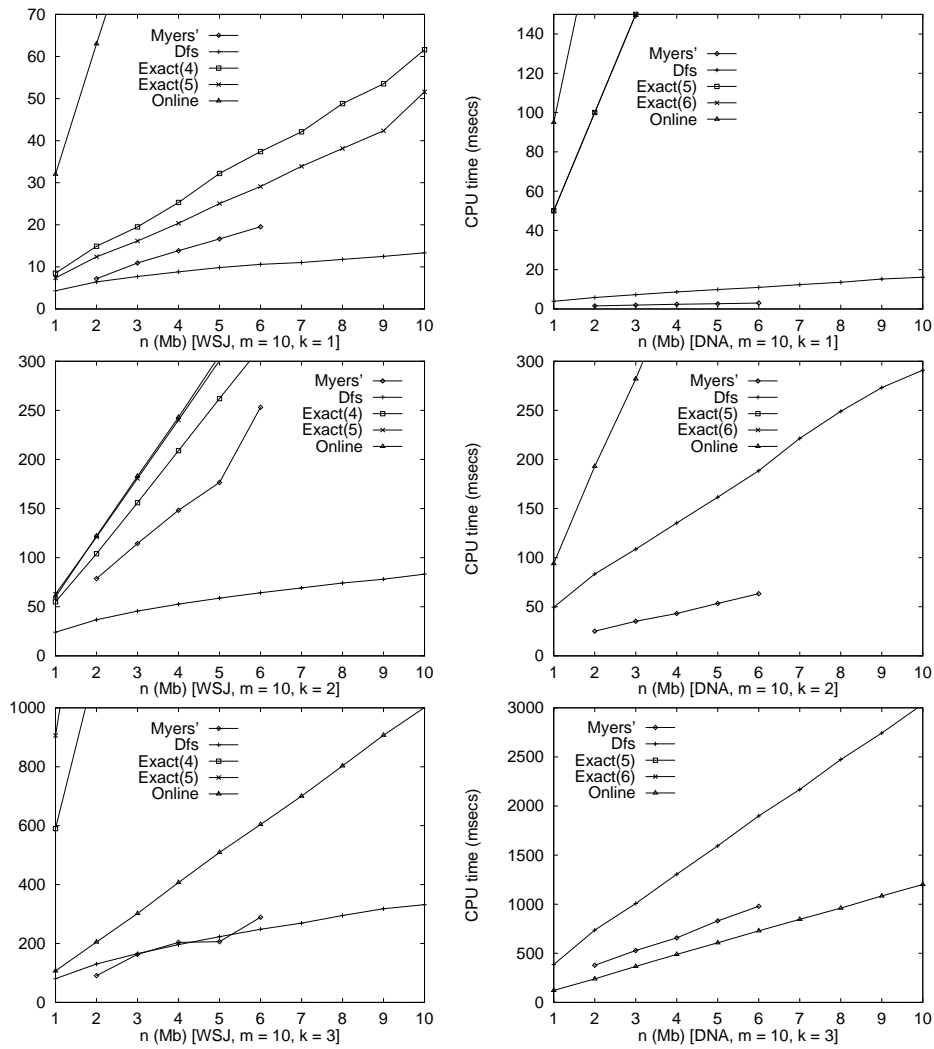 70
60
50
40
30
20
10
0
Myers'
Dfs
Exact(4)
Exact(5)
Online
1 2 3 4 5 6 7 8 9 10
n (Mb) [WSJ, m = 10, k = 1]
CPU time (msecs)
140
120
100
80
60
40
20
0
Myers'
Dfs
Exact(5)
Exact(6)
Online
1 2 3 4 5 6 7 8 9 10
n (Mb) [DNA, m = 10, k = 1]
300
250
200
150
100
50
0
Myers'
Dfs
Exact(4)
Exact(5)
Online
1 2 3 4 5 6 7 8 9 10
n (Mb) [WSJ, m = 10, k = 2]
CPU time (msecs)
300
250
200
150
100
50
0
Myers'
Dfs
Exact(5)
Exact(6)
Online
1 2 3 4 5 6 7 8 9 10
n (Mb) [DNA, m = 10, k = 2]
1000
800
600
400
200
0
Myers'
Dfs
Exact(4)
Exact(5)
Online
1 2 3 4 5 6 7 8 9 10
n (Mb) [WSJ, m = 10, k = 3]
CPU time (msecs)
3000
2500
2000
1500
1000
500
0
Myers'
Dfs
Exact(5)
Exact(6)
Online
1 2 3 4 5 6 7 8 9 10
n (Mb) [DNA, m = 10, k = 3]